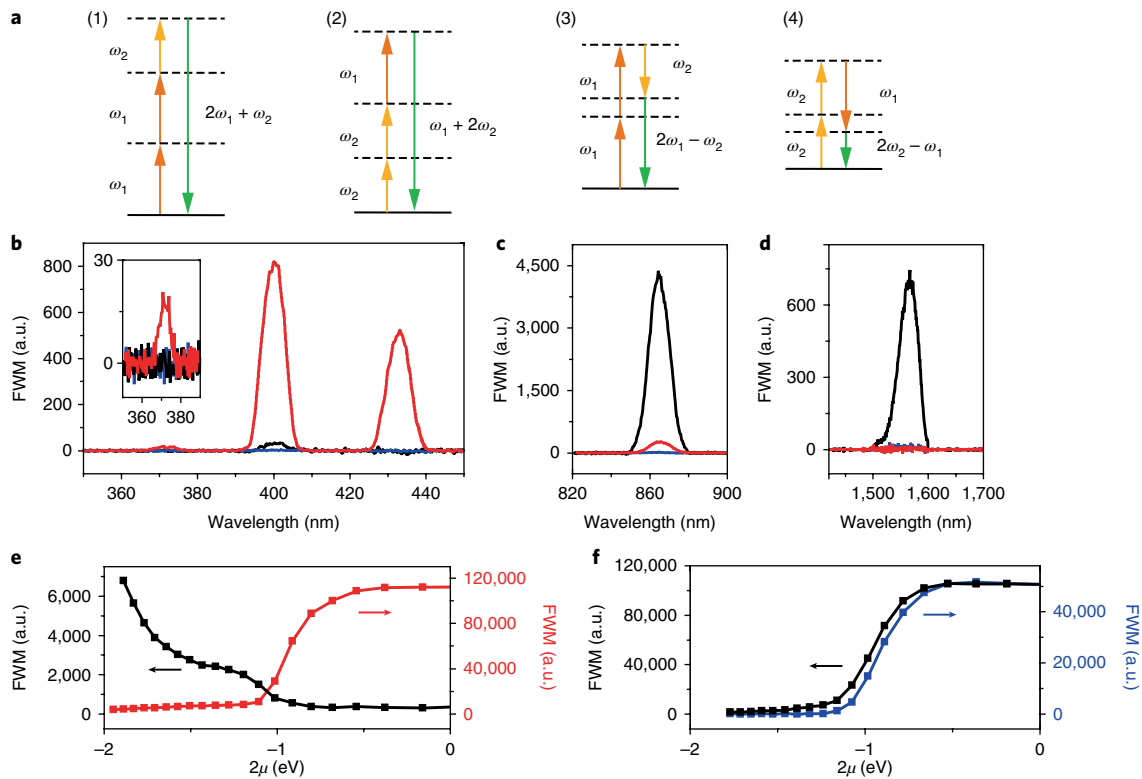 a
(1)
(2)
(3)
(4)
ω2
ω1
ω1
2ω1 + ω2
ω1
ω2
ω2
ω1 + 2ω2
ω1
ω1
ω2
2ω1 − ω2
ω2
ω2
ω1
2ω2 − ω1
b
FWM (a.u.)
800
600
400
200
0
30
0
360 380
360 380 400 420 440
Wavelength (nm)
c
FWM (a.u.)
4,500
3,000
1,500
0
820 860 900
Wavelength (nm)
d
FWM (a.u.)
600
300
0
1,500 1,600 1,700
Wavelength (nm)
e
FWM (a.u.)
6,000
4,000
2,000
0
120,000
80,000
40,000
0
FWM (a.u.)
−2 −1 0
2μ (eV)
f
FWM (a.u.)
120,000
80,000
40,000
0
40,000
20,000
0
FWM (a.u.)
−2 −1 0
2μ (eV)